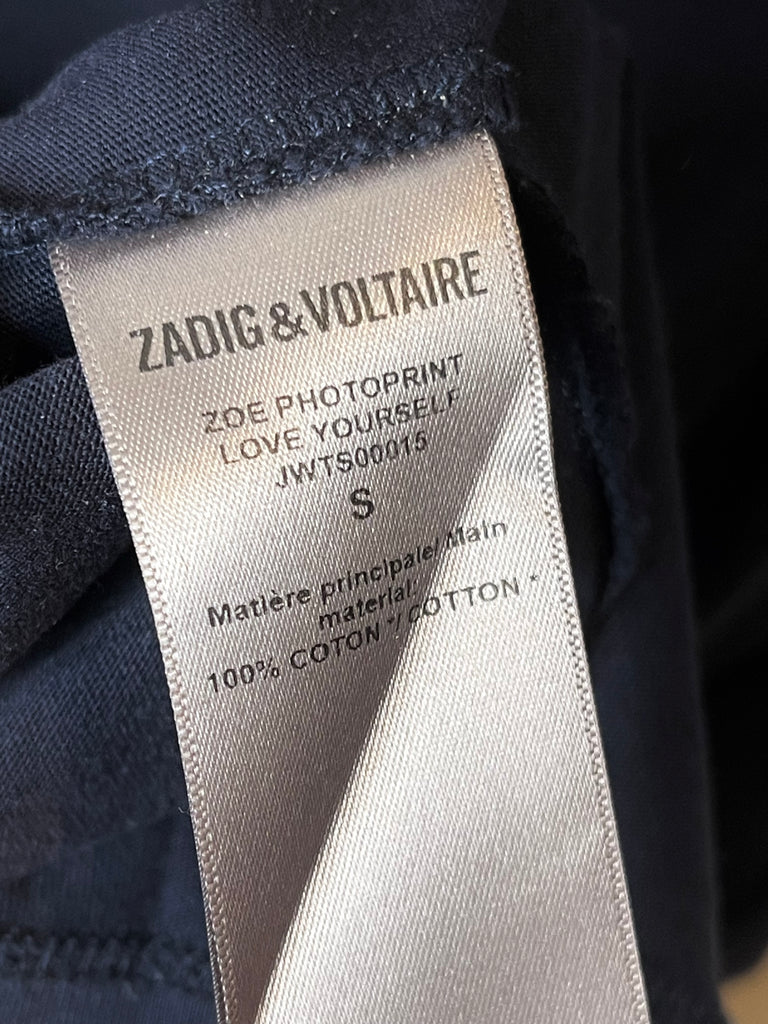 ZADIG & VOLTAIRE
ZOE PHOTOPRINT
LOVE YOURSELF
JWTS00015
S
Matière principale/ Main
material:
100% COTON */ COTTON *